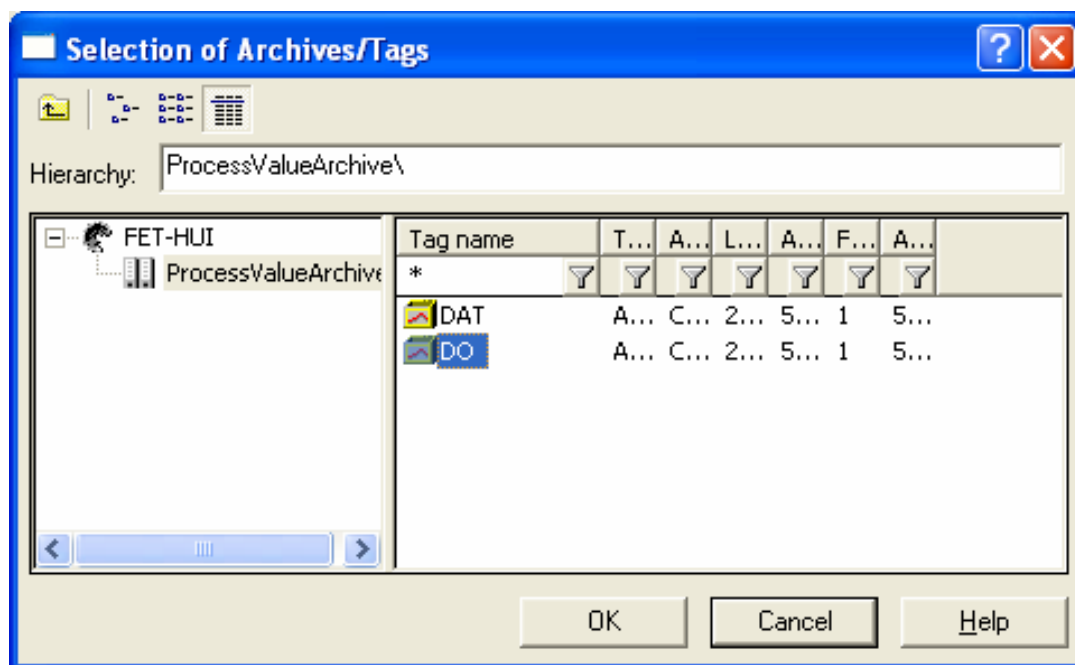 Selection of Archives/Tags
Hierarchy: ProcessValueArchive\
FET-HUI
ProcessValueArchive
Tag name T... A... L... A... F... A...
*
DAT A... C... 2... 5... 1 5...
DO A... C... 2... 5... 1 5...
OK Cancel Help